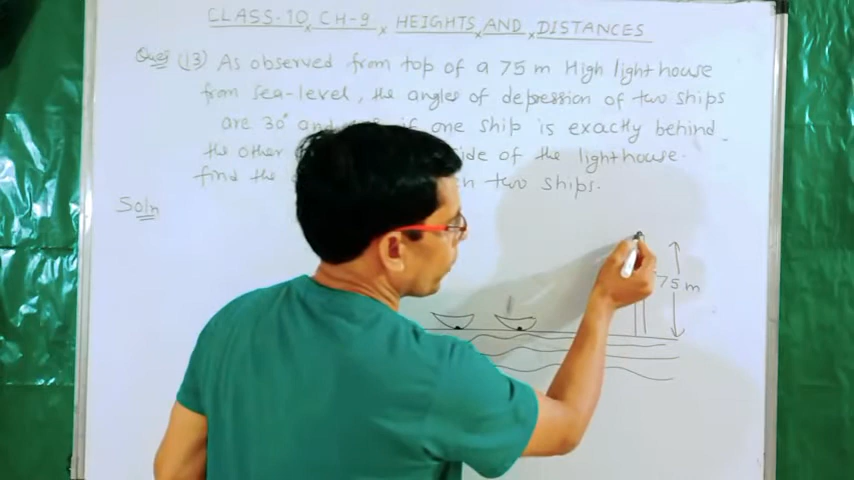 CLASS-10, CH-9, HEIGHTS AND DISTANCES
Ques (13) As observed from top of a 75 m High light house
from sea-level, the angles of depression of two ships
are 30° and if one ship is exactly behind
the other side of the lighthouse.
find the two ships.
Soln
75 m